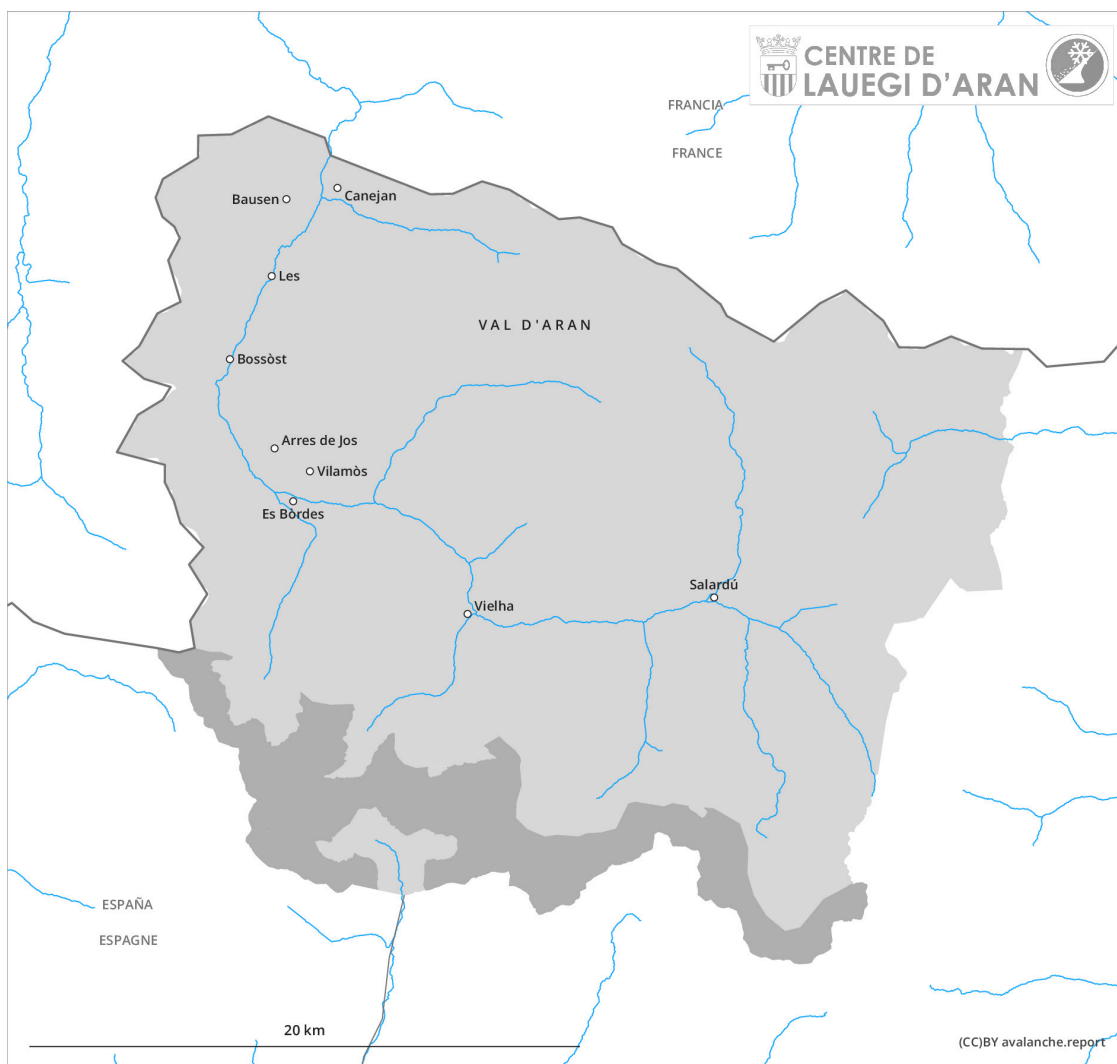 CENTRE DE
LAUEGI D'ARAN
FRANCIA
FRANCE
Canejan
Bausen
Les
VAL D'ARAN
Bossòst
Arres de Jos
Vilamòs
Es Bòrdes
Salardú
Vielha
ESPAÑA
ESPAGNE
20 km
(CC)BY avalanche.report